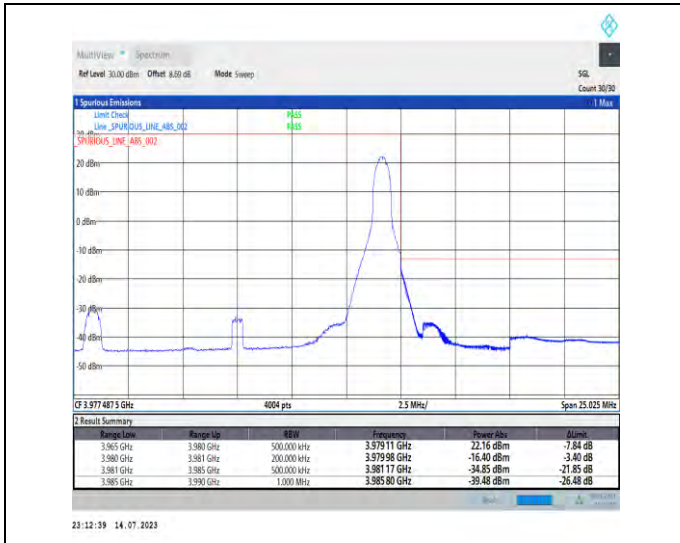 MultiView Spectrum
Ref Level 30.00 dBm Offset 8.60 dB Mode Sweep SGL
Count 30/30
1 Spurious Emissions 1 Max
Limit Check PASS
Line _SPURIOUS_LINE_ABS_002 PASS
_SPURIOUS_LINE_ABS_002
20 dBm
10 dBm
0 dBm
-10 dBm
-20 dBm
-30 dBm
-40 dBm
-50 dBm
CF 3.977 487 5 GHz 4004 pts 2.5 MHz/ Span 25.025 MHz
2 Result Summary
Range Low Range Up RBW Frequency Power Abs ΔLimit
3.965 GHz 3.980 GHz 500.000 kHz 3.979 11 GHz 22.16 dBm -7.84 dB
3.980 GHz 3.981 GHz 200.000 kHz 3.979 98 GHz -16.40 dBm -3.40 dB
3.981 GHz 3.985 GHz 500.000 kHz 3.981 17 GHz -34.85 dBm -21.85 dB
3.985 GHz 3.990 GHz 1.000 MHz 3.985 80 GHz -39.48 dBm -26.48 dB
23:12:39 14.07.2023